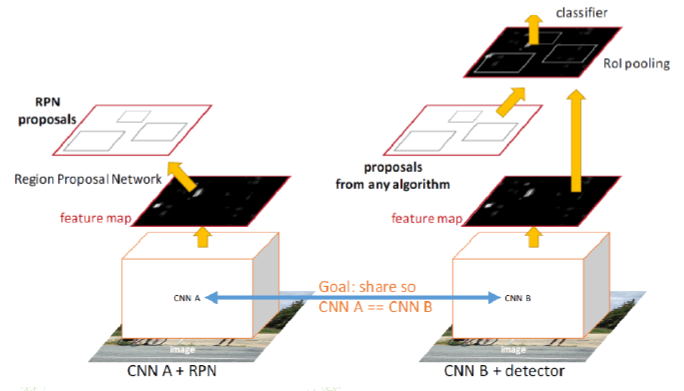 classifier
RoI pooling
RPN
proposals
Region Proposal Network
feature map
proposals
from any algorithm
feature map
CNN A
Goal: share so
CNN A == CNN B
CNN B
image
image
CNN A + RPN
CNN B + detector